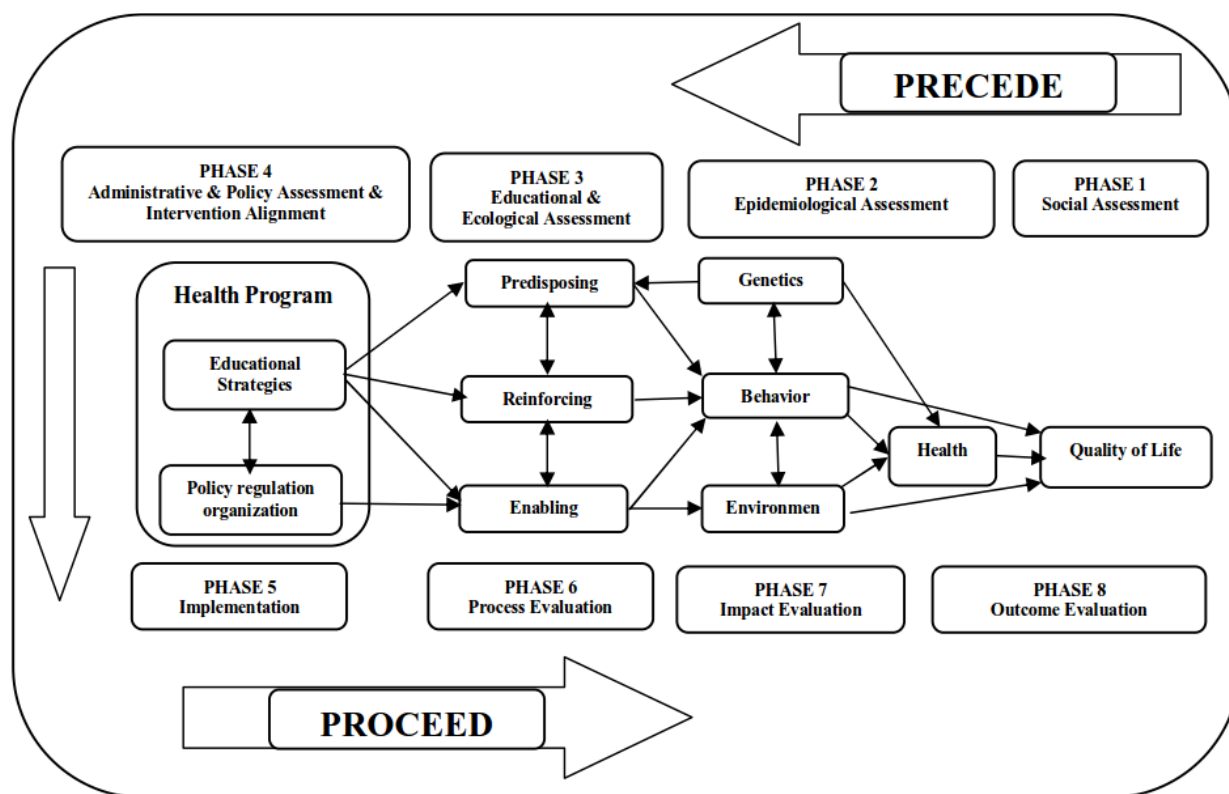 PRECEDE
PHASE 4
Administrative & Policy Assessment &
Intervention Alignment
PHASE 3
Educational &
Ecological Assessment
PHASE 2
Epidemiological Assessment
PHASE 1
Social Assessment
Health Program
Educational
Strategies
Policy regulation
organization
Predisposing
Reinforcing
Enabling
Genetics
Behavior
Environmen
Health
Quality of Life
PHASE 5
Implementation
PHASE 6
Process Evaluation
PHASE 7
Impact Evaluation
PHASE 8
Outcome Evaluation
PROCEED